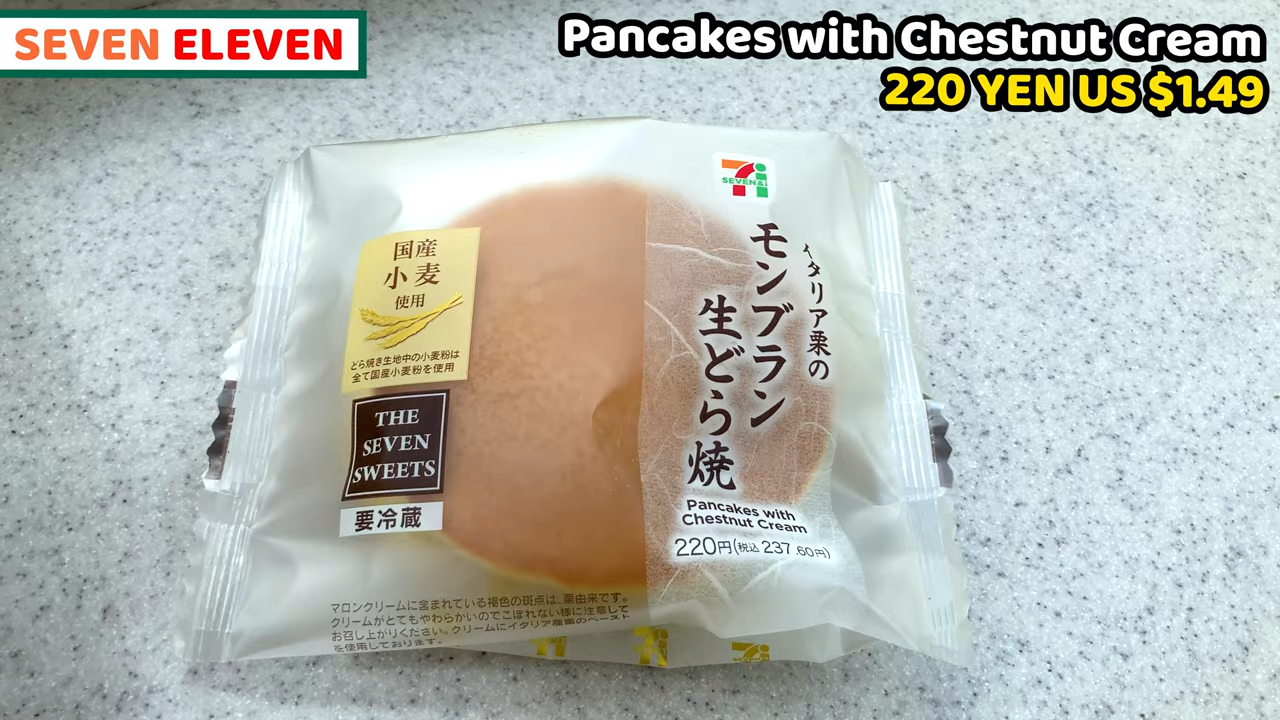 SEVEN ELEVEN
Pancakes with Chestnut Cream
220 YEN US $1.49
SEVEN&i
イタリア栗の
モンブラン
生どら焼
Pancakes with
Chestnut Cream
220円(税込 237.60円)
国産
小麦
使用
どら焼き生地中の小麦粉は
全て国産小麦粉を使用
THE
SEVEN
SWEETS
要冷蔵
マロンクリームに含まれている褐色の斑点は、栗由来です。
クリームがとてもやわらかいのでこぼれない様に注意して
お召し上がりください。クリームにイタリア産栗のペースト
を使用しております。